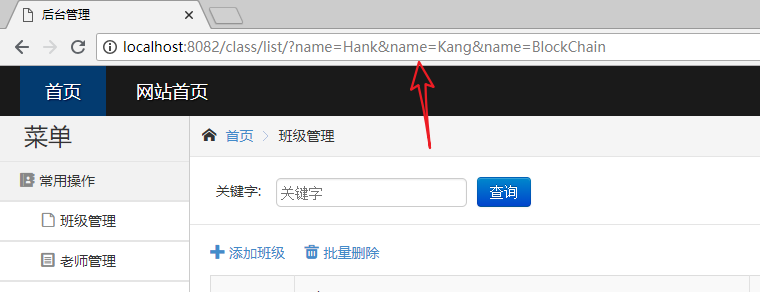 后台管理
localhost:8082/class/list/?name=Hank&name=Kang&name=BlockChain
首页 网站首页
菜单
首页 班级管理
常用操作
关键字: 关键字 查询
班级管理
添加班级 批量删除
老师管理